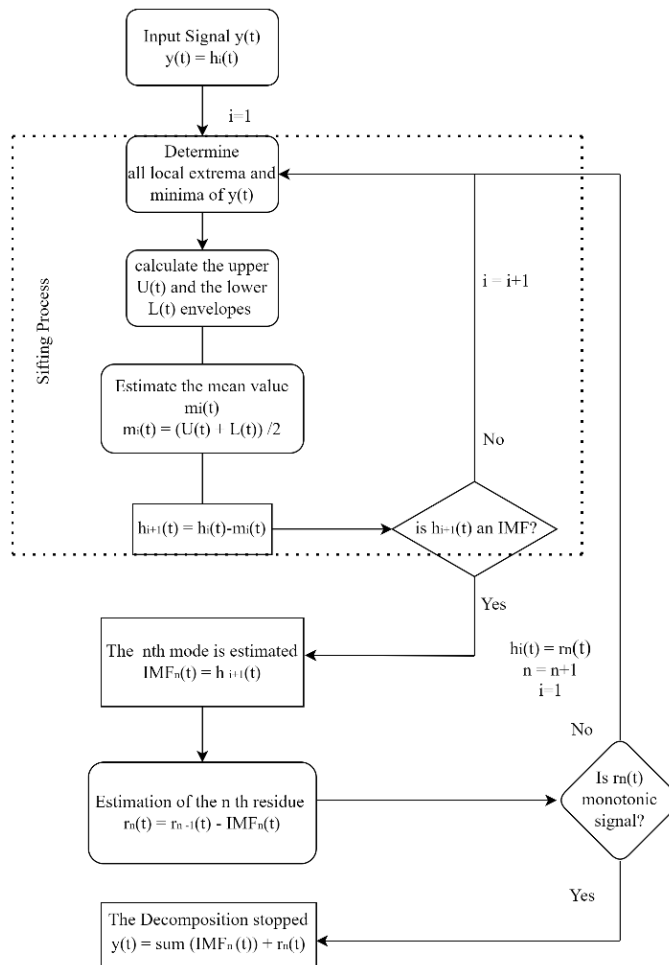 Input Signal y(t)
y(t) = hi(t)
i=1
Determine
all local extrema and
minima of y(t)
calculate the upper
U(t) and the lower
L(t) envelopes
i = i+1
Sifting Process
Estimate the mean value
mi(t)
mi(t) = (U(t) + L(t)) /2
No
hi+1(t) = hi(t)-mi(t)
is hi+1(t) an IMF?
Yes
The nth mode is estimated
IMFn(t) = h i+1(t)
hi(t) = rn(t)
n = n+1
i=1
No
Estimation of the n th residue
rn(t) = rn -1(t) - IMFn(t)
Is rn(t)
monotonic
signal?
Yes
The Decomposition stopped
y(t) = sum (IMFn (t)) + rn(t)